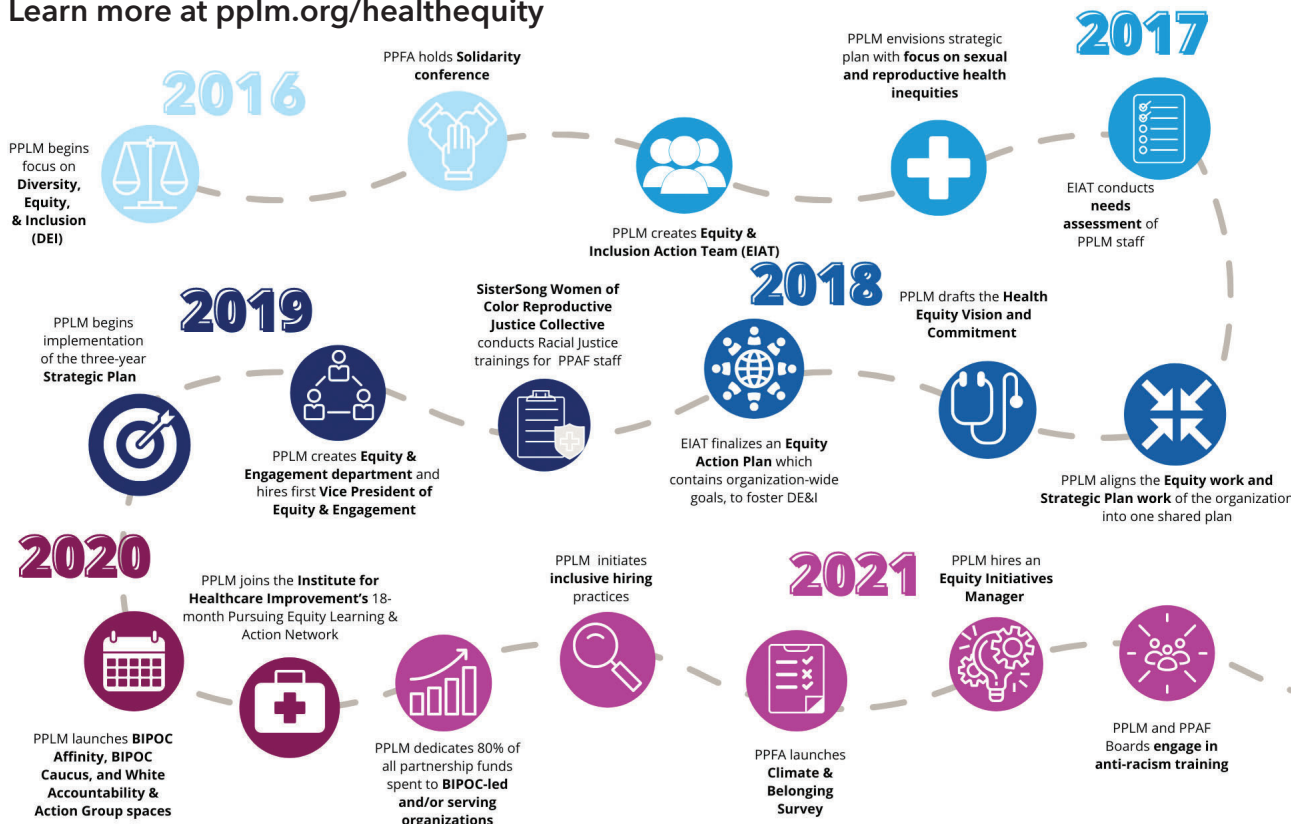 Learn more at pplm.org/healthequity
2016
PPLM begins
focus on
Diversity,
Equity,
& Inclusion
(DEI)
PPFA holds Solidarity
conference
PPLM creates Equity &
Inclusion Action Team (EIAT)
PPLM envisions strategic
plan with focus on sexual
and reproductive health
inequities
2017
EIAT conducts
needs
assessment of
PPLM staff
PPLM aligns the Equity work and
Strategic Plan work of the organization
into one shared plan
PPLM drafts the Health
Equity Vision and
Commitment
2018
EIAT finalizes an Equity
Action Plan which
contains organization-wide
goals, to foster DE&I
SisterSong Women of
Color Reproductive
Justice Collective
conducts Racial Justice
trainings for PPAF staff
2019
PPLM creates Equity &
Engagement department and
hires first Vice President of
Equity & Engagement
PPLM begins
implementation
of the three-year
Strategic Plan
2020
PPLM launches BIPOC
Affinity, BIPOC
Caucus, and White
Accountability &
Action Group spaces
PPLM joins the Institute for
Healthcare Improvement's 18-
month Pursuing Equity Learning &
Action Network
PPLM dedicates 80% of
all partnership funds
spent to BIPOC-led
and/or serving
organizations
PPLM initiates
inclusive hiring
practices
2021
PPFA launches
Climate &
Belonging
Survey
PPLM hires an
Equity Initiatives
Manager
PPLM and PPAF
Boards engage in
anti-racism training